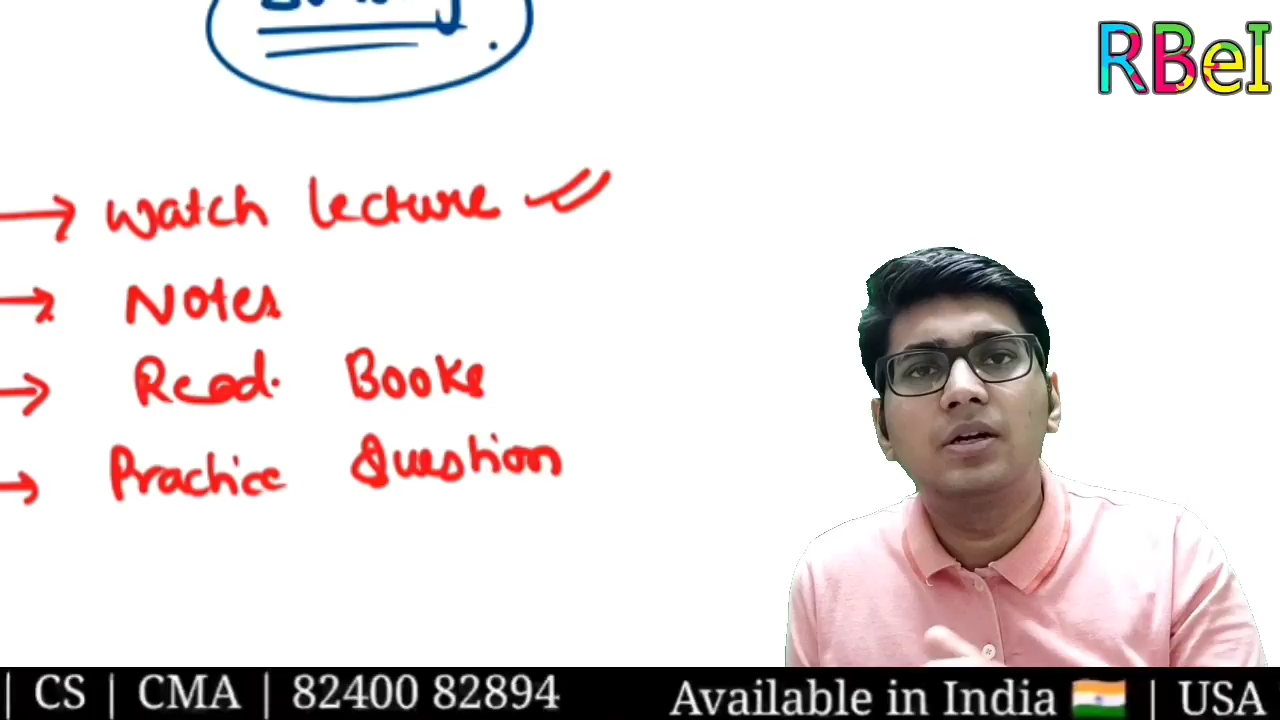 RBeI
→ Watch lecture
→ Notes
→ Read. Books
→ Practice Question
| CS | CMA | 82400 82894 Available in India 🇮🇳 | USA